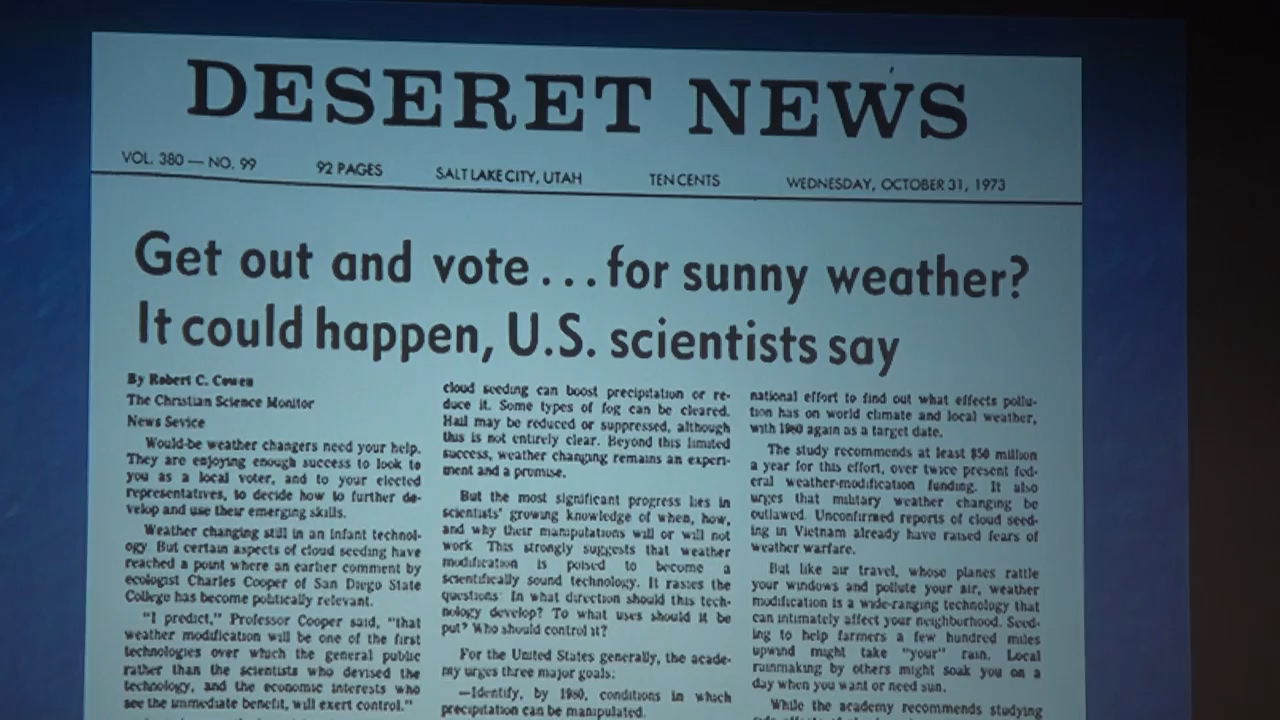 DESERET NEWS
VOL. 380 — NO. 99 92 PAGES SALT LAKE CITY, UTAH TEN CENTS WEDNESDAY, OCTOBER 31, 1973
Get out and vote...for sunny weather?
It could happen, U.S. scientists say
By Robert C. Cowen
The Christian Science Monitor
News Sevice
Would-be weather changers need your help.
They are enjoying enough success to look to
you as a local voter, and to your elected
representatives, to decide how to further de-
velop and use their emerging skills.
Weather changing still in an infant technol-
ogy. But certain aspects of cloud seeding have
reached a point where an earlier comment by
ecologist Charles Cooper of San Diego State
College has become politically relevant.
"I predict," Professor Cooper said, "that
weather modification will be one of the first
technologies over which the general public
rather than the scientists who devised the
technology, and the economic interests who
see the immediate benefit, will exert control."
cloud seeding can boost precipitation or re-
duce it. Some types of fog can be cleared.
Hail may be reduced or suppressed, although
this is not entirely clear. Beyond this limited
success, weather changing remains an experi-
ment and a promise.
But the most significant progress lies in
scientists' growing knowledge of when, how,
and why their manipulations will or will not
work. This strongly suggests that weather
modification is poised to become a
scientifically sound technology. It rasies the
questions: In what direction should this tech-
nology develop? To what uses should it be
put? Who should control it?
For the United States generally, the acade-
my urges three major goals:
—Identify, by 1980, conditions in which
precipitation can be manipulated.
national effort to find out what effects pollu-
tion has on world climate and local weather,
with 1980 again as a target date.
The study recommends at least $50 million
a year for this effort, over twice present fed-
eral weather-modification funding. It also
urges that military weather changing be
outlawed. Unconfirmed reports of cloud seed-
ing in Vietnam already have raised fears of
weather warfare.
But like air travel, whose planes rattle
your windows and pollute your air, weather
modification is a wide-ranging technology that
can intimately affect your neighborhood. Seed-
ing to help farmers a few hundred miles
upwind might take "your" rain. Local
rainmaking by others might soak you on a
day when you want or need sun.
While the academy recommends studying